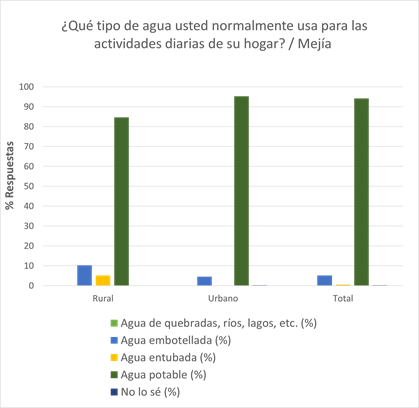 ¿Qué tipo de agua usted normalmente usa para las
actividades diarias de su hogar? / Mejía
% Respuestas
100
90
80
70
60
50
40
30
20
10
0
Rural
Urbano
Total
Agua de quebradas, ríos, lagos, etc. (%)
Agua embotellada (%)
Agua entubada (%)
Agua potable (%)
No lo sé (%)